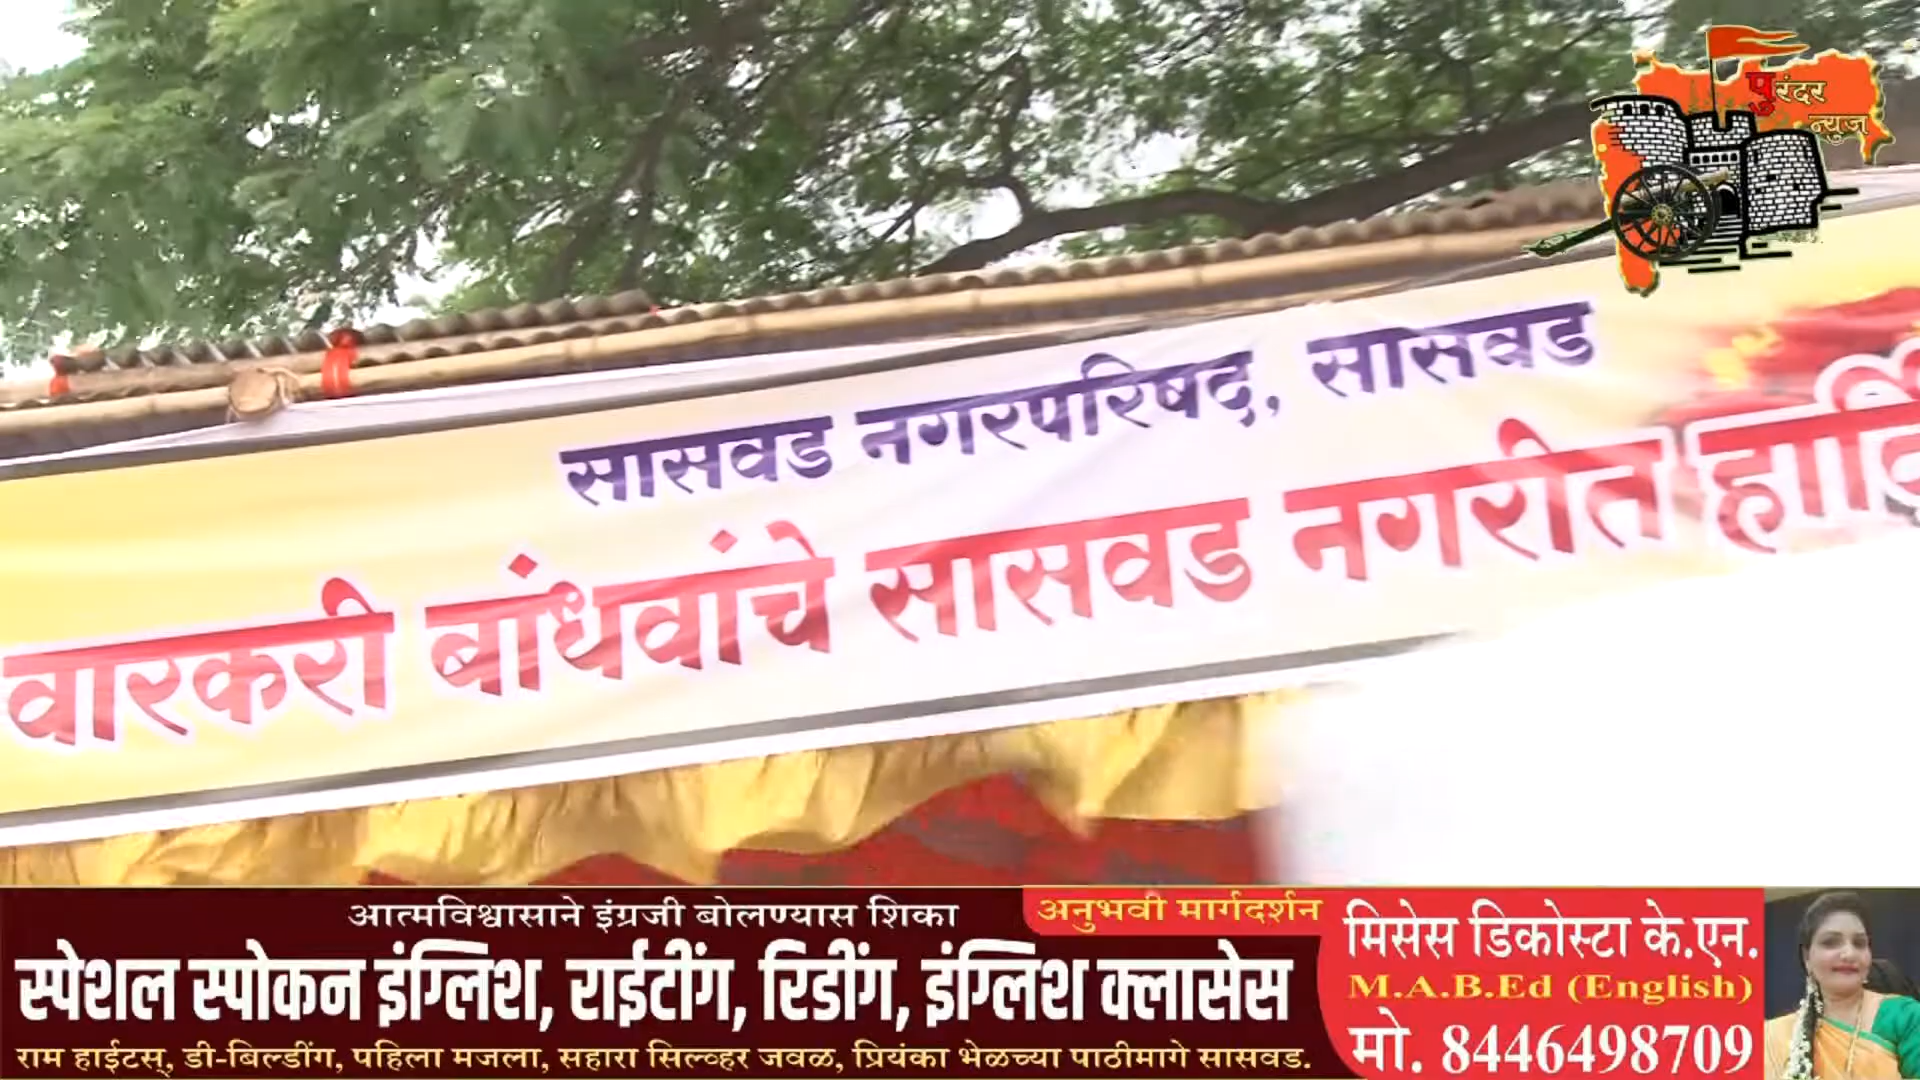 पुरंदर
न्युज
सासवड नगरपरिषद, सासवड
वारकरी बांधवांचे सासवड नगरीत
आत्मविश्वासाने इंग्रजी बोलण्यास शिका
अनुभवी मार्गदर्शन
स्पेशल स्पोकन इंग्लिश, राईटींग, रिडींग, इंग्लिश क्लासेस
राम हाईटस्, डी-बिल्डींग, पहिला मजला, सहारा सिल्व्हर जवळ, प्रियंका भेळच्या पाठीमागे सासवड.
मिसेस डिकोस्टा के.एन.
M.A.B.Ed (English)
मो. 8446498709